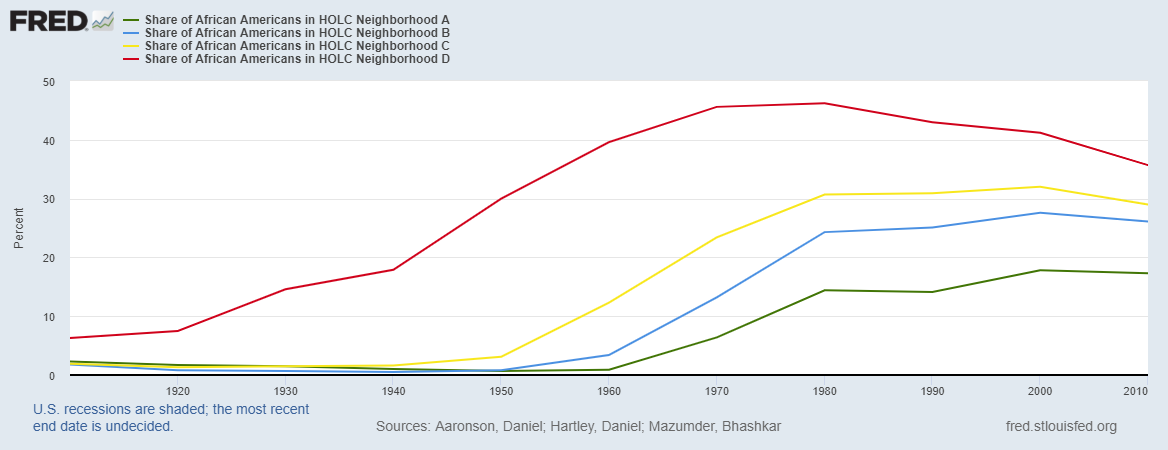 FRED
Share of African Americans in HOLC Neighborhood A
Share of African Americans in HOLC Neighborhood B
Share of African Americans in HOLC Neighborhood C
Share of African Americans in HOLC Neighborhood D
Percent
50
40
30
20
10
0
1920 1930 1940 1950 1960 1970 1980 1990 2000 2010
U.S. recessions are shaded; the most recent
end date is undecided.
Sources: Aaronson, Daniel; Hartley, Daniel; Mazumder, Bhashkar
fred.stlouisfed.org